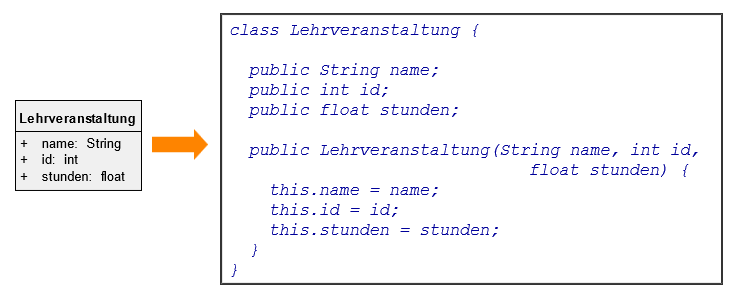 Lehrveranstaltung
+ name: String
+ id: int
+ stunden: float
class Lehrveranstaltung {
public String name;
public int id;
public float stunden;
public Lehrveranstaltung(String name, int id,
float stunden) {
this.name = name;
this.id = id;
this.stunden = stunden;
}
}